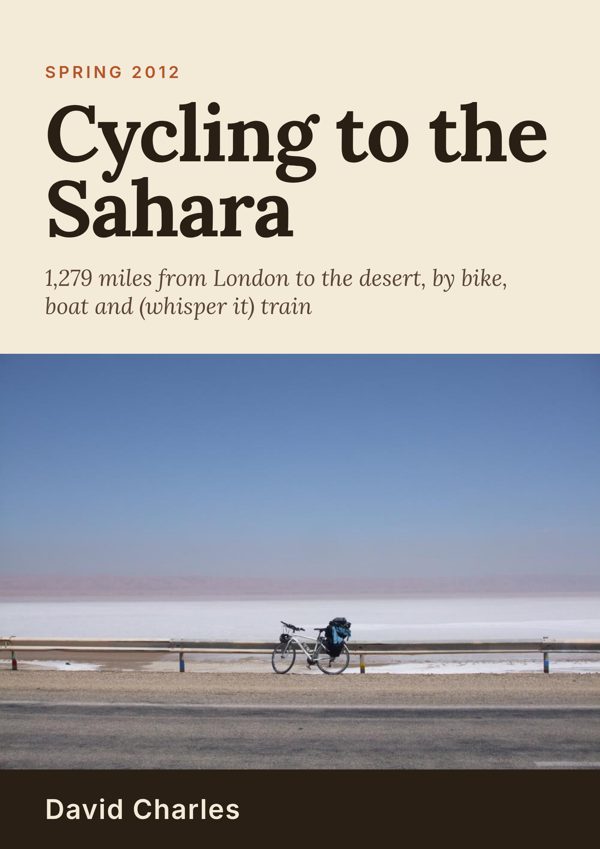 SPRING 2012
Cycling to the
Sahara
1,279 miles from London to the desert, by bike,
boat and (whisper it) train
David Charles